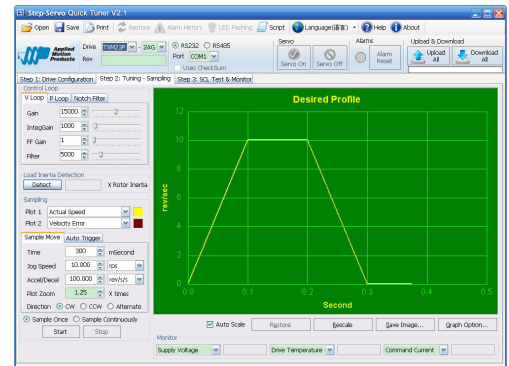 Step-Servo Quick Tuner V2.1
Open Save Print Restore Alarm History LED Flashing Script Language(语言) Help About
Applied Motion Products
Drive TSM23P - 2AG
Rev
RS232 RS485
Port COM1
Uses CheckSum
Servo
Servo On Servo Off
Alarms
Alarm Reset
Upload & Download
Upload All Download All
Step 1: Drive Configuration Step 2: Tuning - Sampling Step 3: SCL Test & Monitor
Control Loop
V Loop P Loop Notch Filter
Gain 15000
IntegGain 1000
FF Gain 1
Filter 5000
Load Inertia Detection
Detect X Rotor Inertia
Sampling
Plot 1 Actual Speed
Plot 2 Velocity Error
Sample Move Auto Trigger
Time 300 mSecond
Jog Speed 10.000 rps
Accel/Decel 100.000 rev/s/s
Plot Zoom 1.25 X times
Direction CW CCW Alternate
Sample Once Sample Continuously
Start Stop
Desired Profile
rev/sec
12
10
8
6
4
2
0
0.0 0.1 0.2 0.3 0.4 0.5
Second
Auto Scale Restore Rescale Save Image... Graph Option...
Monitor
Supply Voltage Drive Temperature Command Current